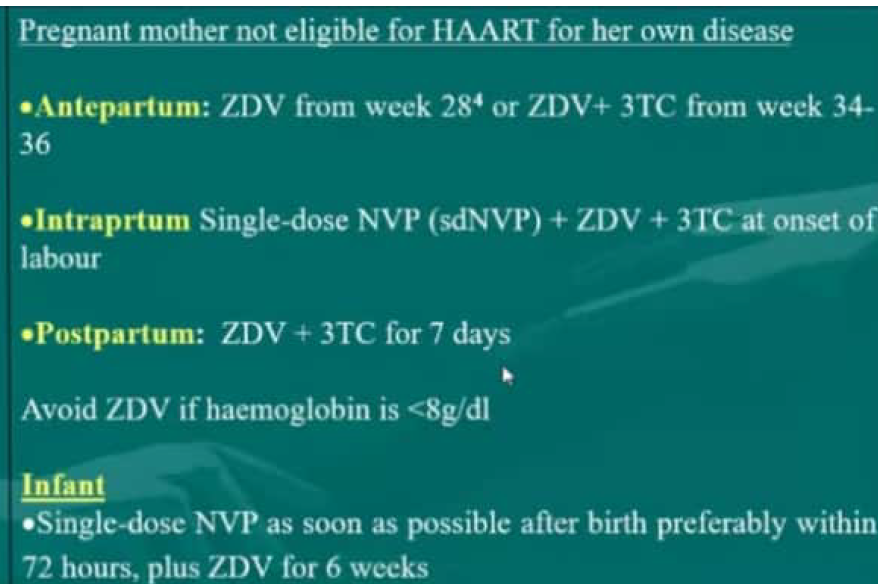 Pregnant mother not eligible for HAART for her own disease
•Antepartum: ZDV from week 28⁴ or ZDV+ 3TC from week 34-
36
•Intraprtum Single-dose NVP (sdNVP) + ZDV + 3TC at onset of
labour
•Postpartum: ZDV + 3TC for 7 days
Avoid ZDV if haemoglobin is <8g/dl
Infant
•Single-dose NVP as soon as possible after birth preferably within
72 hours, plus ZDV for 6 weeks